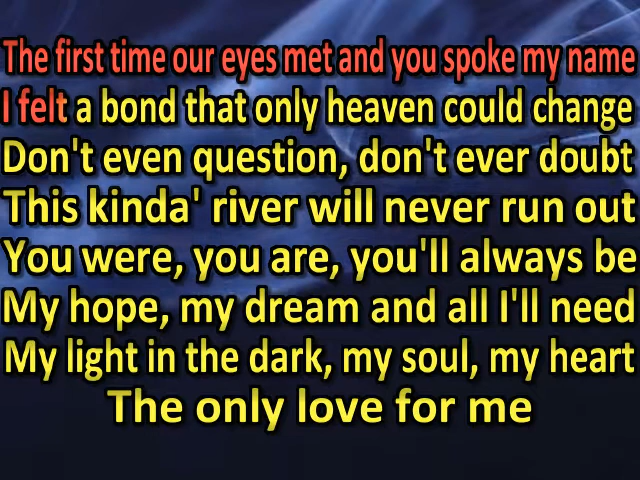 The first time our eyes met and you spoke my name
I felt a bond that only heaven could change
Don't even question, don't ever doubt
This kinda' river will never run out
You were, you are, you'll always be
My hope, my dream and all I'll need
My light in the dark, my soul, my heart
The only love for me